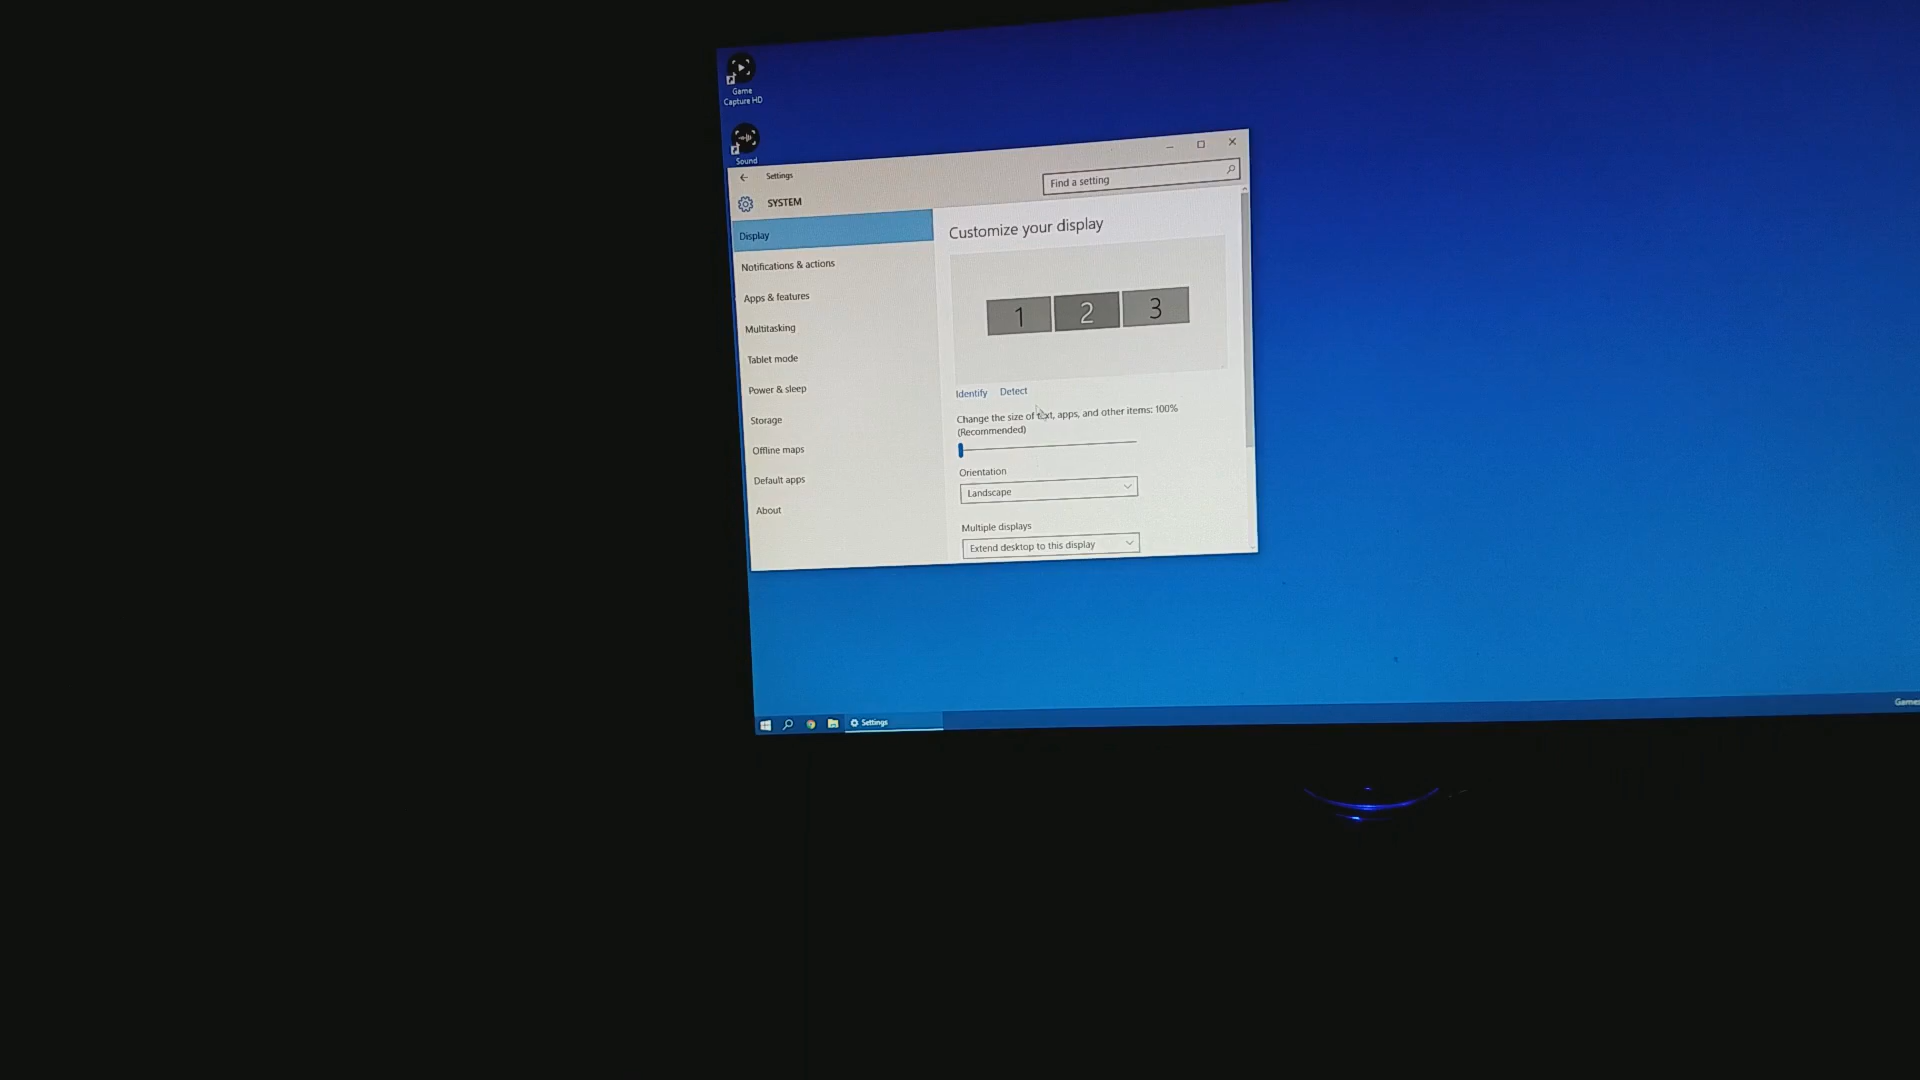 Game
Capture HD
Sound
Settings
Find a setting
SYSTEM
Display
Notifications & actions
Apps & features
Multitasking
Tablet mode
Power & sleep
Storage
Offline maps
Default apps
About
Customize your display
1 2 3
Identify Detect
Change the size of text, apps, and other items: 100%
(Recommended)
Orientation
Landscape
Multiple displays
Extend desktop to this display
Settings
Games